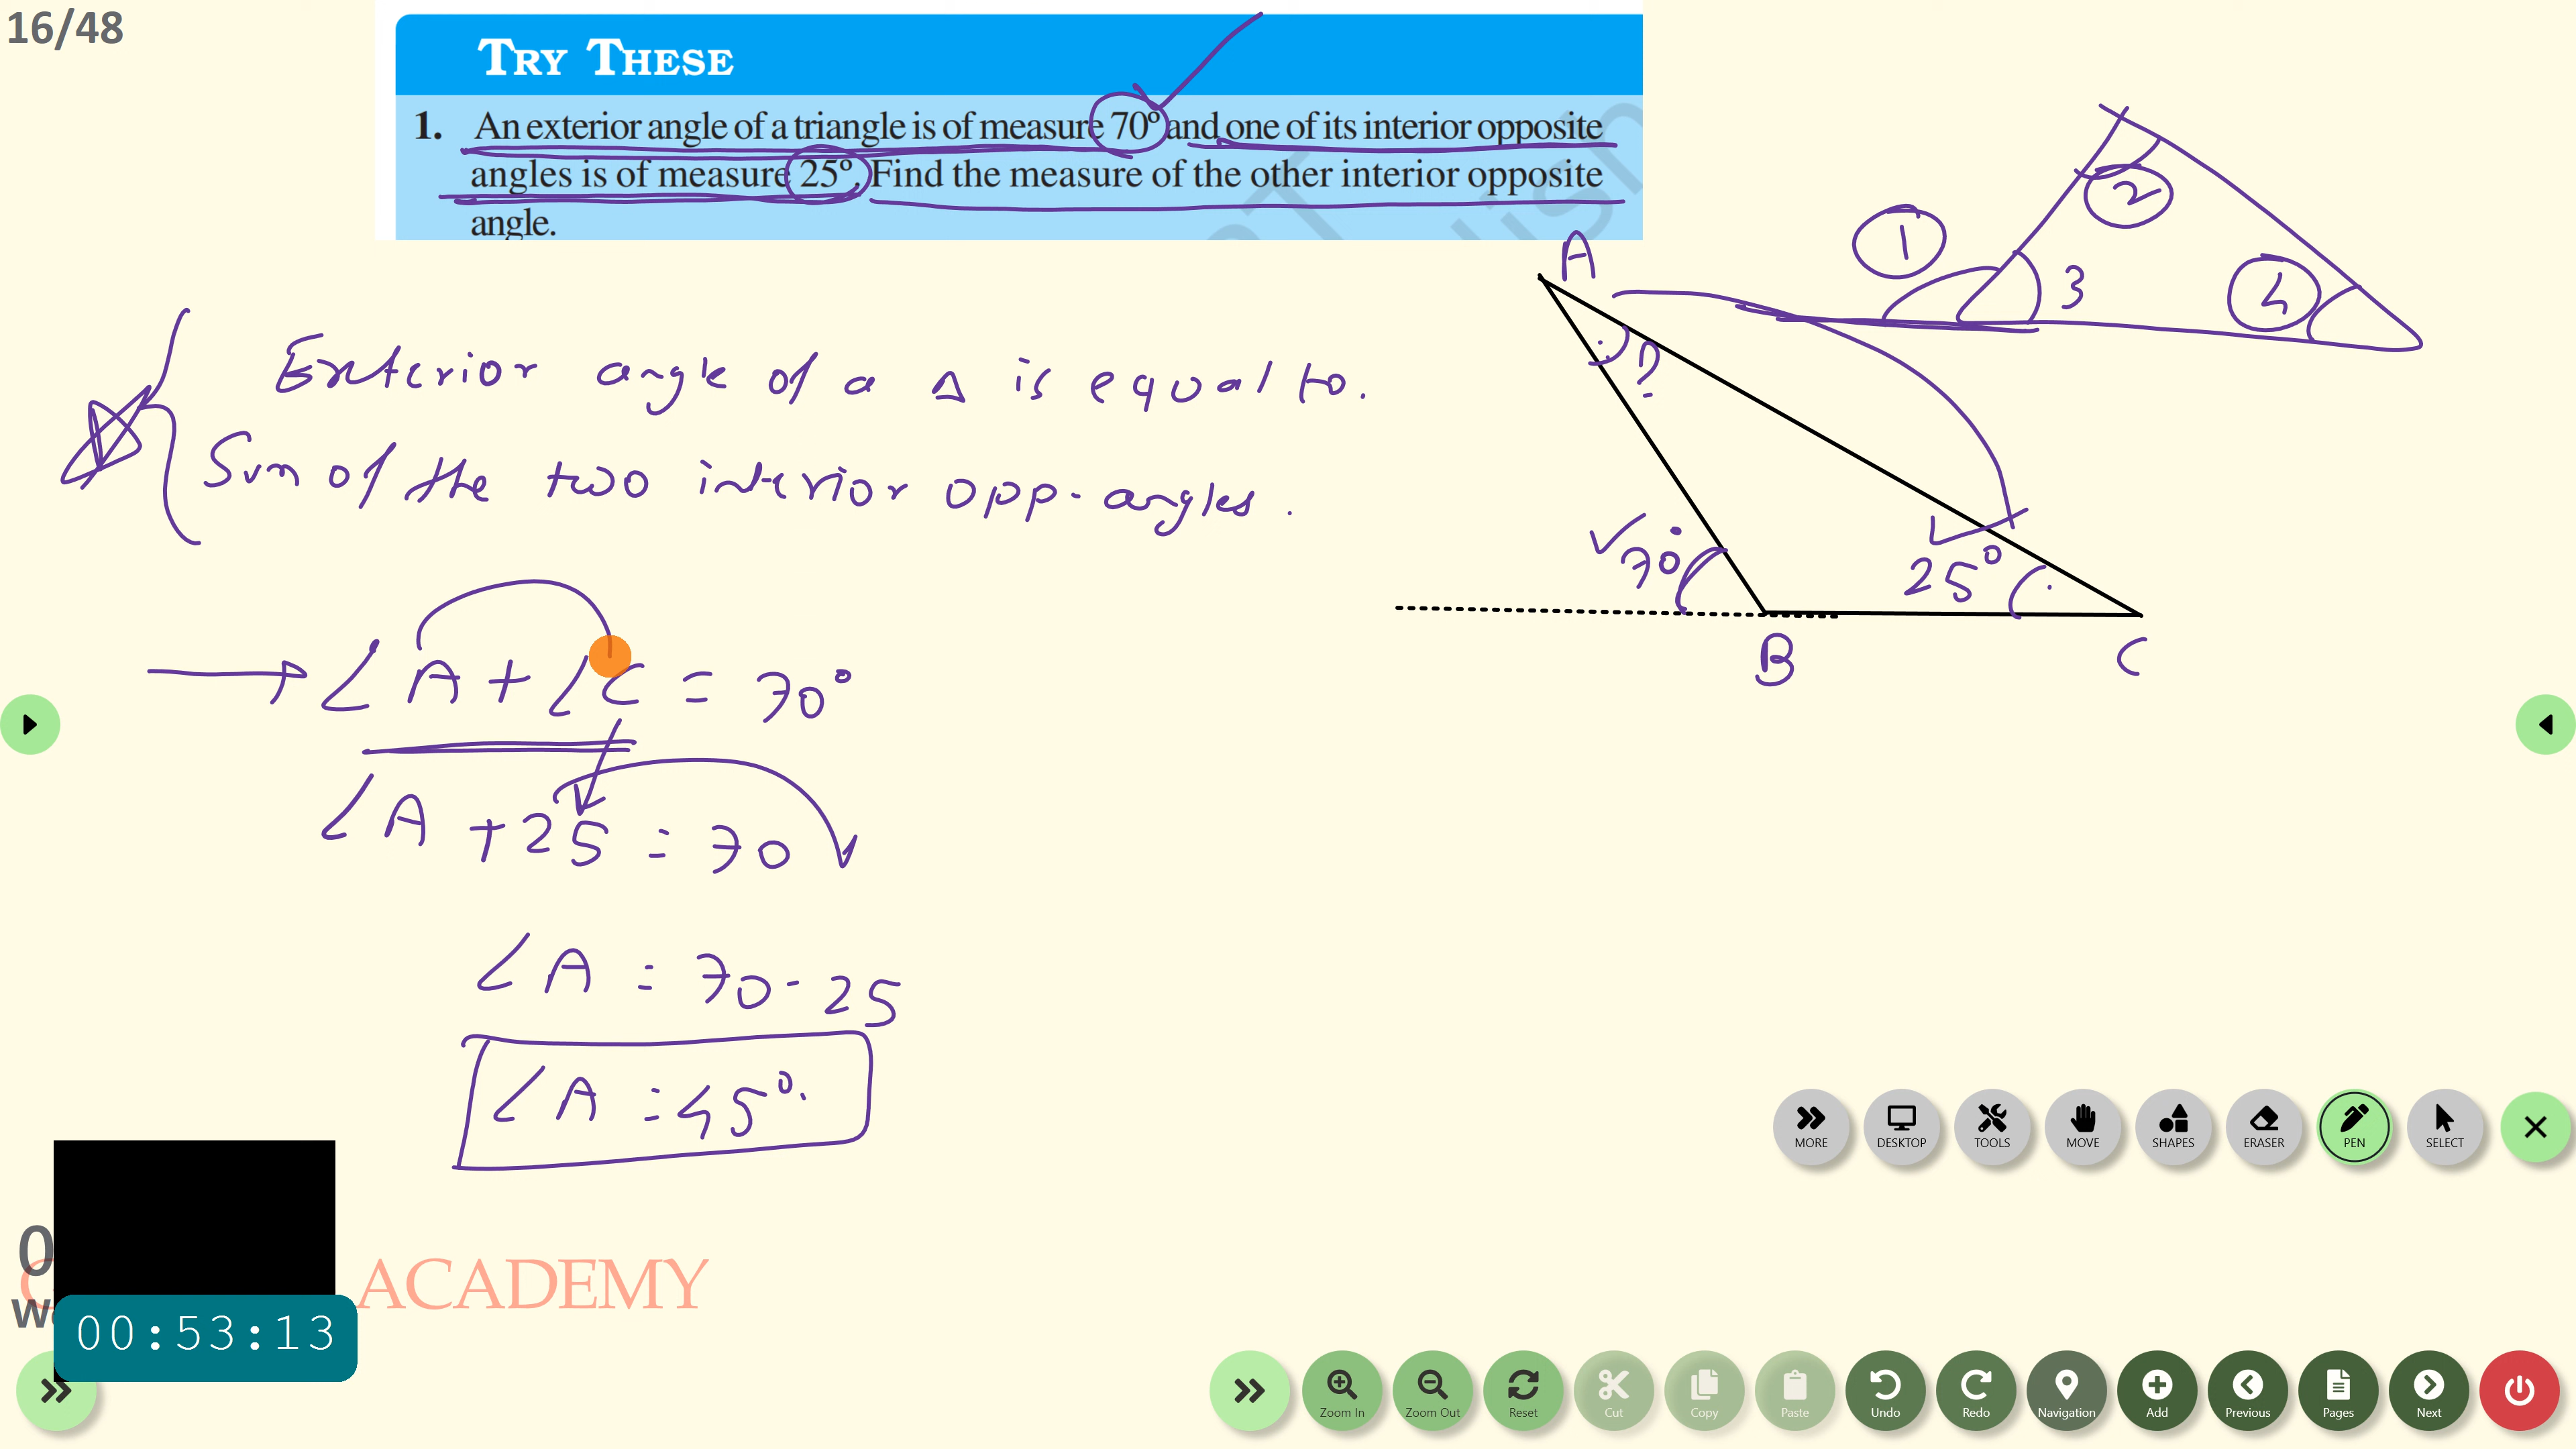 16/48
TRY THESE
1. An exterior angle of a triangle is of measure 70° and one of its interior opposite
angles is of measure 25°. Find the measure of the other interior opposite
angle.
1
2
3
4
A
?
Exterior angle of a Δ is equal to.
Sum of the two interior opp. angles.
70°
25°
B
C
∠A + ∠C = 70°
∠A + 25 = 70
∠A = 70 - 25
∠A = 45°.
MORE
DESKTOP
TOOLS
MOVE
SHAPES
ERASER
PEN
SELECT
ACADEMY
00:53:13
Zoom In
Zoom Out
Reset
Cut
Copy
Paste
Undo
Redo
Navigation
Add
Previous
Pages
Next